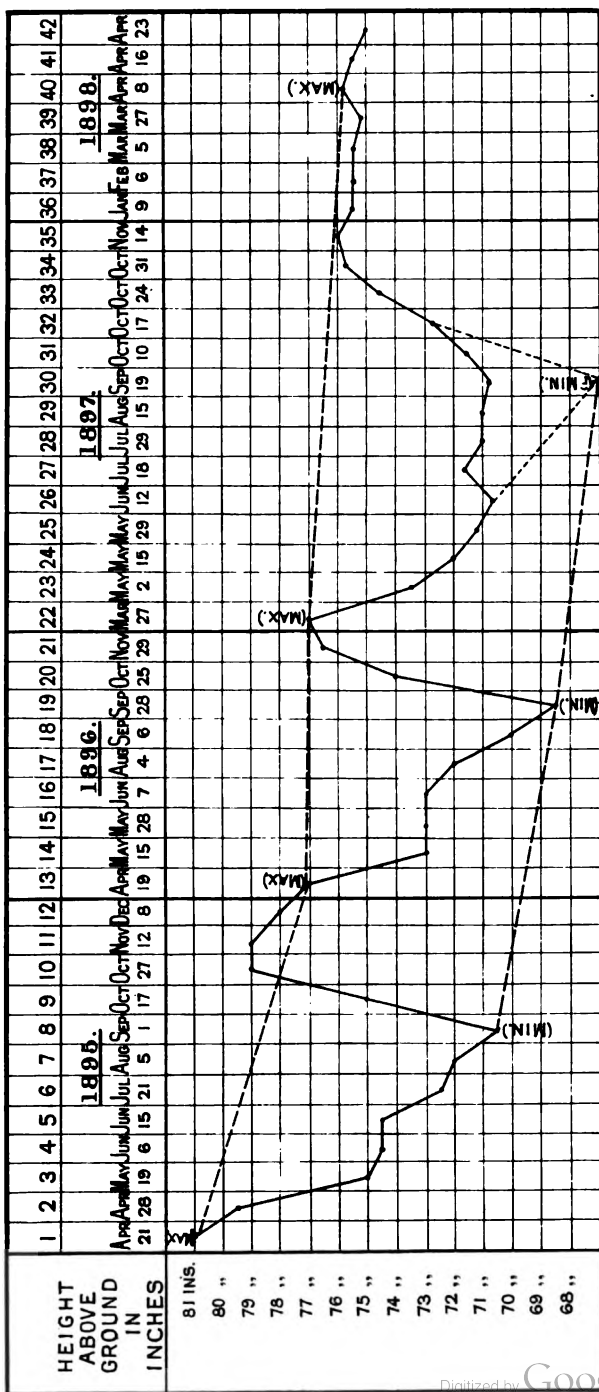 HEIGHT
ABOVE
GROUND
IN
INCHES
1 2 3 4 5 6 7 8 9 10 11 12 13 14 15 16 17 18 19 20 21 22 23 24 25 26 27 28 29 30 31 32 33 34 35 36 37 38 39 40 41 42
1895. 1896. 1897. 1898.
APR APR MAY JUN JUN JUL AUG SEP OCT OCT NOV DEC APR MAY MAY JUN AUG SEP SEP OCT NOV MAR MAY MAY MAY JUN JUL JUL AUG SEP OCT OCT OCT OCT NOV JAN FEB MAR MAR APR APR APR
21 28 19 6 15 21 5 1 17 27 12 8 19 15 28 7 4 6 28 25 29 27 2 15 29 12 18 29 15 19 10 17 24 31 14 9 6 5 27 8 16 23
81 INS.
80 "
79 "
78 "
77 "
76 "
75 "
74 "
73 "
72 "
71 "
70 "
69 "
68 "
MAX
(MAX)
(MAX.)
(MAX.)
(MIN.)
(MIN.)
(? MIN.)
Digitized by Goo